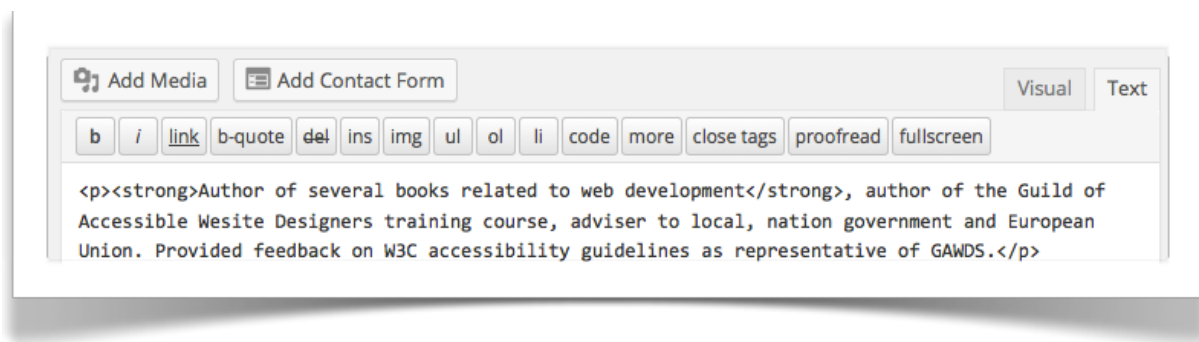 Add Media Add Contact Form
Visual Text
b i link b-quote del ins img ul ol li code more close tags proofread fullscreen
<p><strong>Author of several books related to web development</strong>, author of the Guild of
Accessible Wesite Designers training course, adviser to local, nation government and European
Union. Provided feedback on W3C accessibility guidelines as representative of GAWDS.</p>